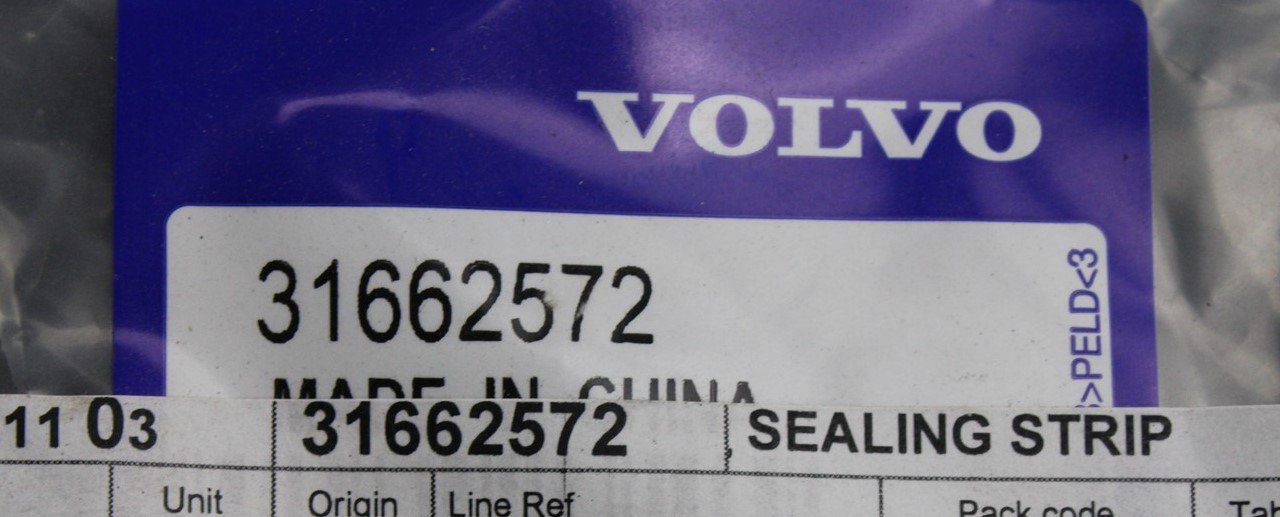 VOLVO
31662572
>PELD<3
MADE IN CHINA
11 03 31662572 SEALING STRIP
Unit Origin Line Ref Pack code